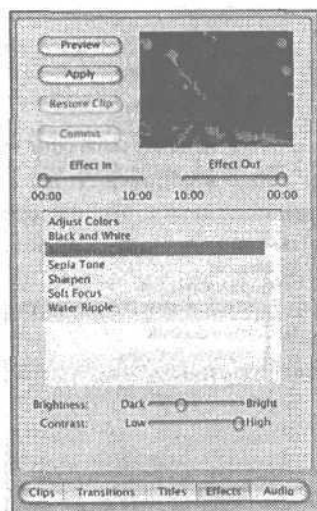 Preview
Apply
Restore Clip
Commit
Effect In Effect Out
00:00 10:00 10:00 00:00
Adjust Colors
Black and White
Sepia Tone
Sharpen
Soft Focus
Water Ripple
Brightness: Dark Bright
Contrast: Low High
Clips Transitions Titles Effects Audio